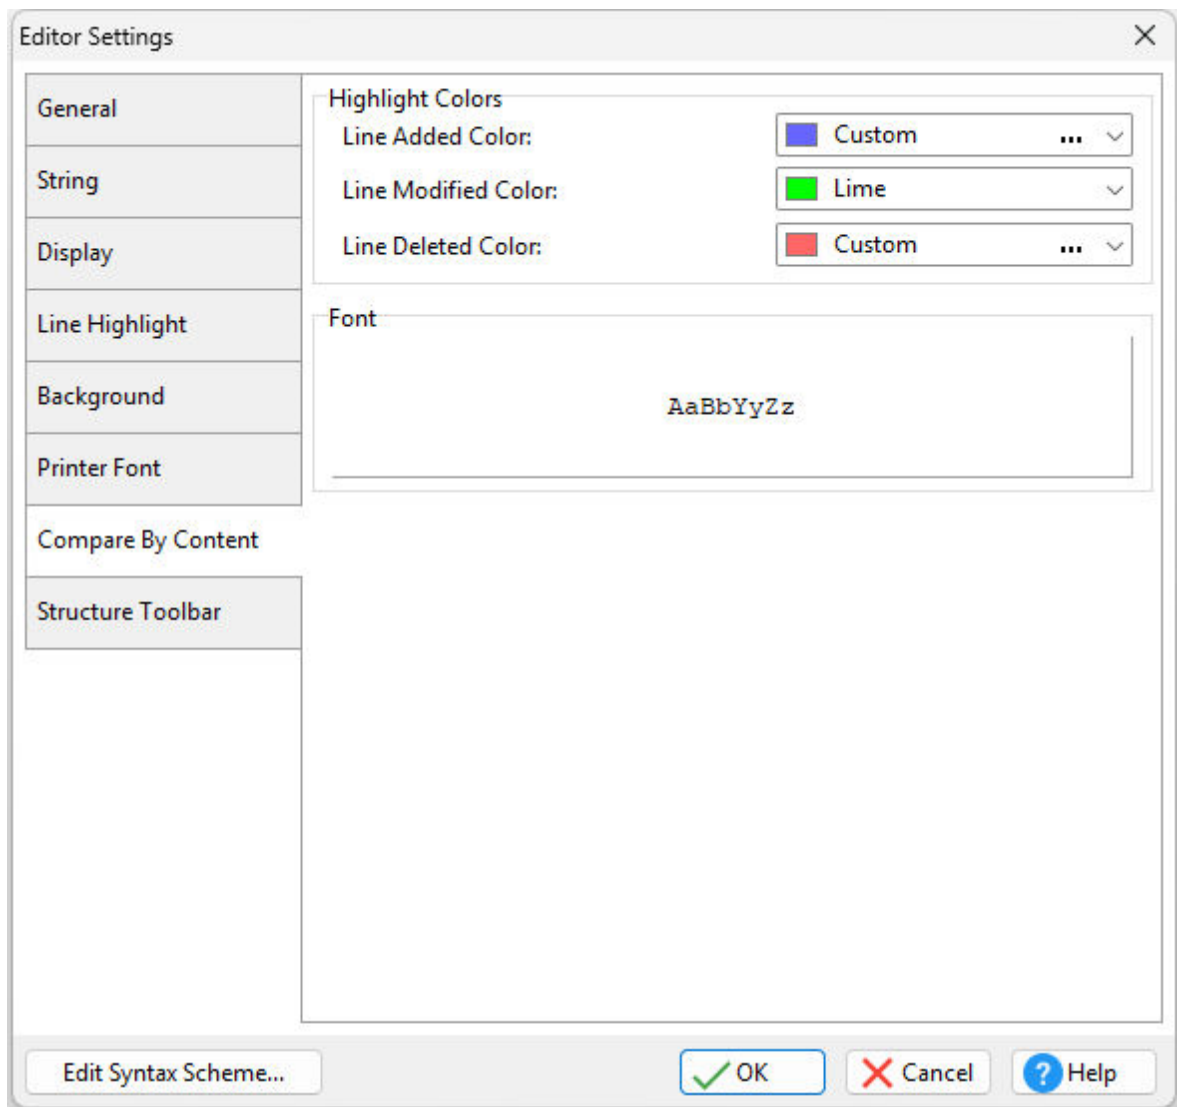 Editor Settings
General
String
Display
Line Highlight
Background
Printer Font
Compare By Content
Structure Toolbar
Highlight Colors
Line Added Color: Custom ...
Line Modified Color: Lime
Line Deleted Color: Custom ...
Font
AaBbYyZz
Edit Syntax Scheme... OK Cancel ? Help